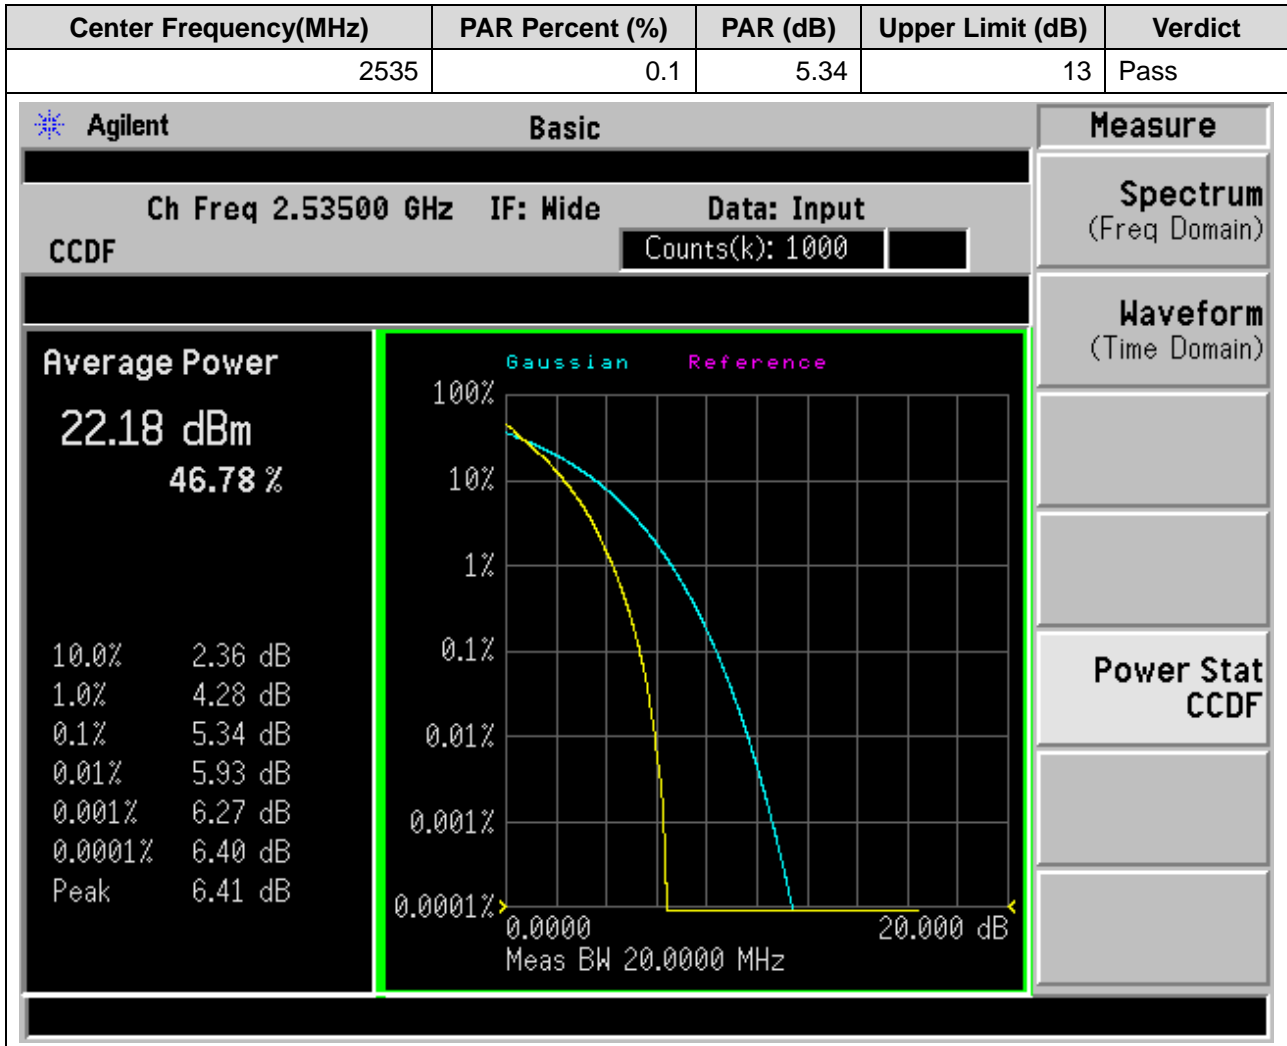 Center Frequency(MHz) PAR Percent (%) PAR (dB) Upper Limit (dB) Verdict
2535 0.1 5.34 13 Pass
Agilent Basic Measure
Ch Freq 2.53500 GHz IF: Wide Data: Input
CCDF Counts(k): 1000
Average Power
22.18 dBm
46.78 %
10.0% 2.36 dB
1.0% 4.28 dB
0.1% 5.34 dB
0.01% 5.93 dB
0.001% 6.27 dB
0.0001% 6.40 dB
Peak 6.41 dB
Gaussian Reference
100%
10%
1%
0.1%
0.01%
0.001%
0.0001%
0.0000 20.000 dB
Meas BW 20.0000 MHz
Spectrum
(Freq Domain)
Waveform
(Time Domain)
Power Stat
CCDF